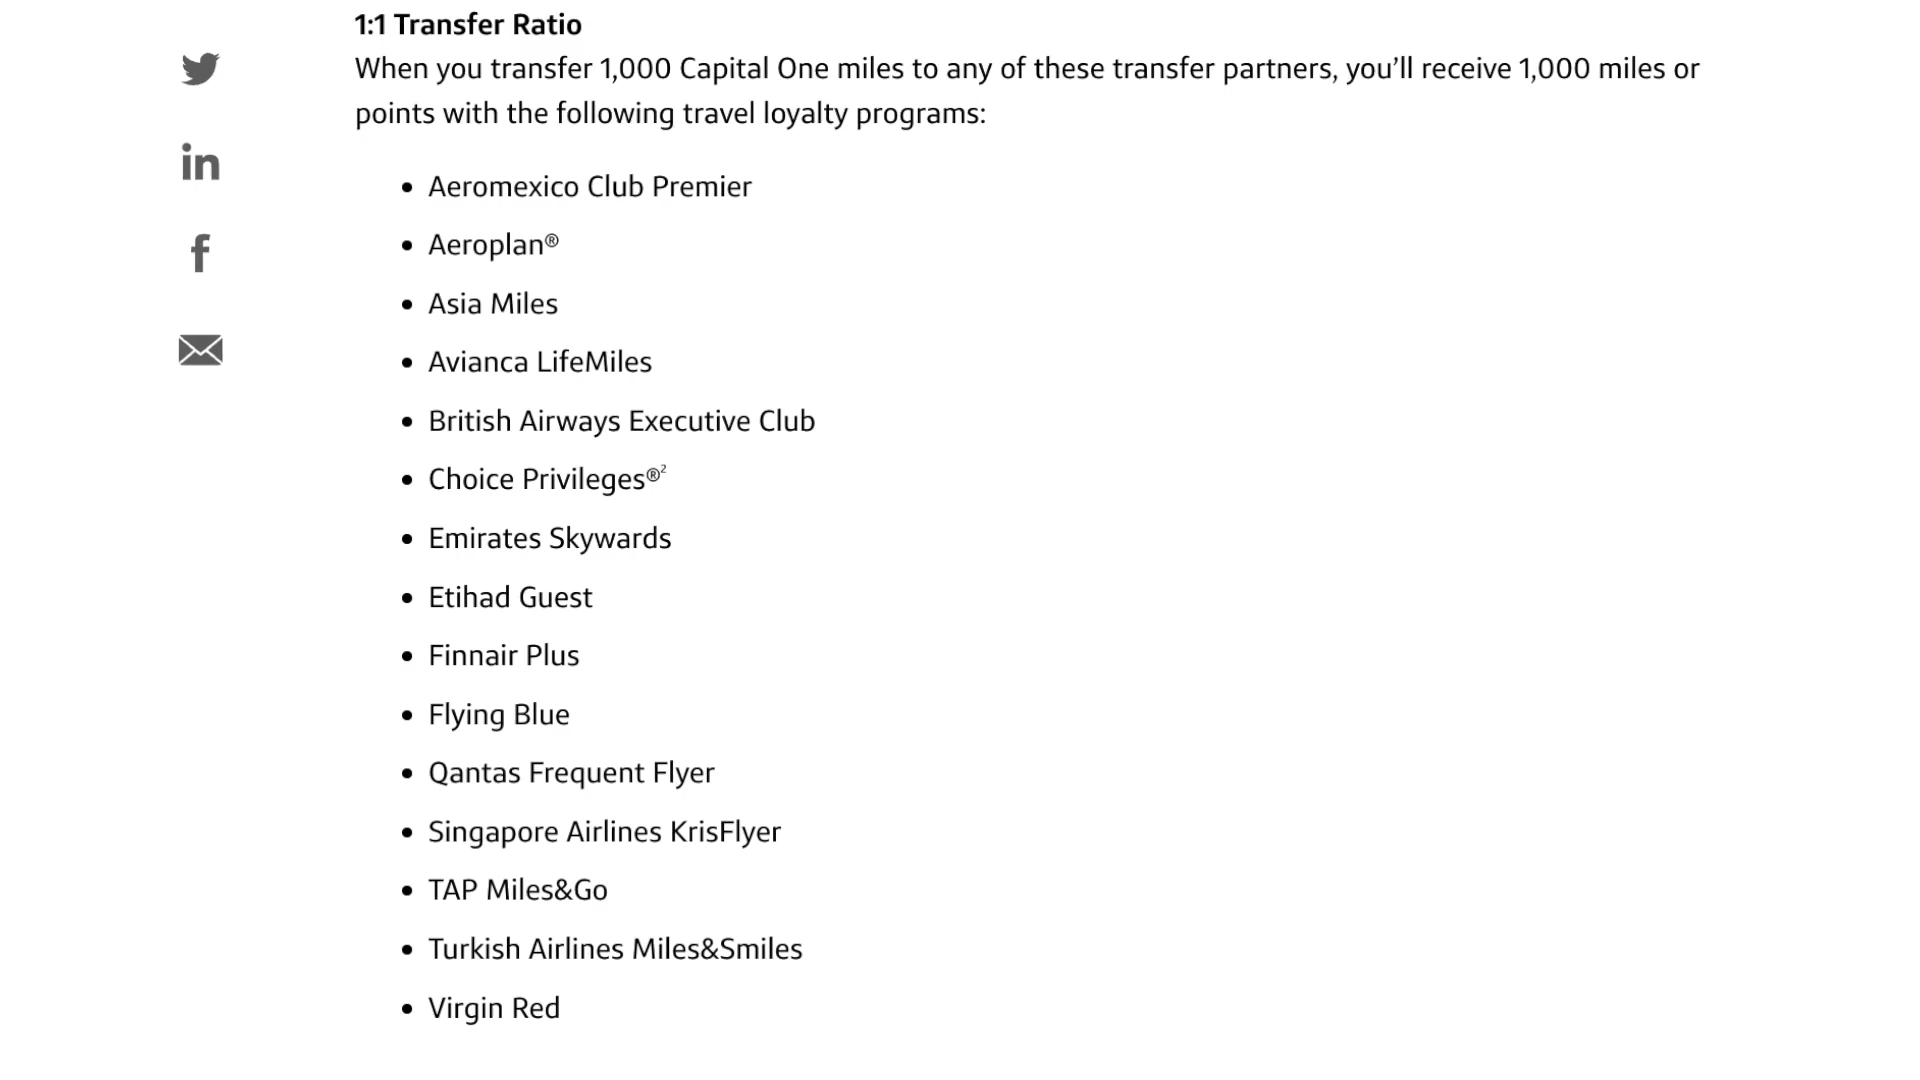 1:1 Transfer Ratio
When you transfer 1,000 Capital One miles to any of these transfer partners, you’ll receive 1,000 miles or
points with the following travel loyalty programs:
• Aeromexico Club Premier
• Aeroplan®
• Asia Miles
• Avianca LifeMiles
• British Airways Executive Club
• Choice Privileges®²
• Emirates Skywards
• Etihad Guest
• Finnair Plus
• Flying Blue
• Qantas Frequent Flyer
• Singapore Airlines KrisFlyer
• TAP Miles&Go
• Turkish Airlines Miles&Smiles
• Virgin Red